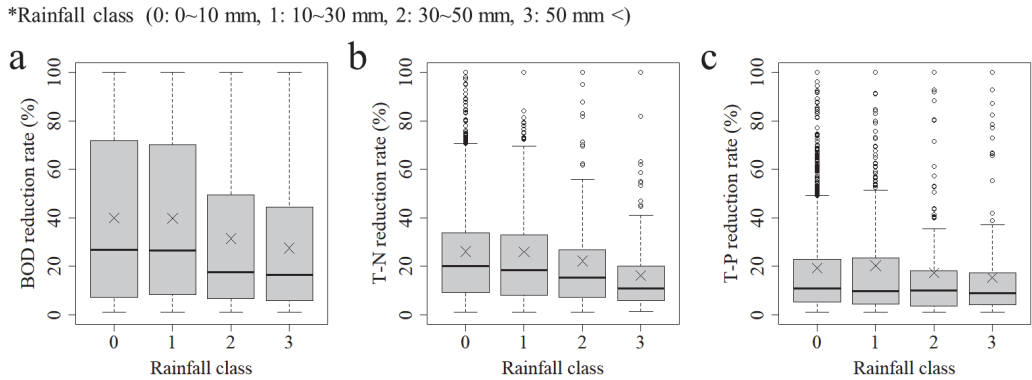 *Rainfall class (0: 0~10 mm, 1: 10~30 mm, 2: 30~50 mm, 3: 50 mm <)
a
BOD reduction rate (%)
0 20 40 60 80 100
0 1 2 3
Rainfall class
b
T-N reduction rate (%)
0 20 40 60 80 100
0 1 2 3
Rainfall class
c
T-P reduction rate (%)
0 20 40 60 80 100
0 1 2 3
Rainfall class